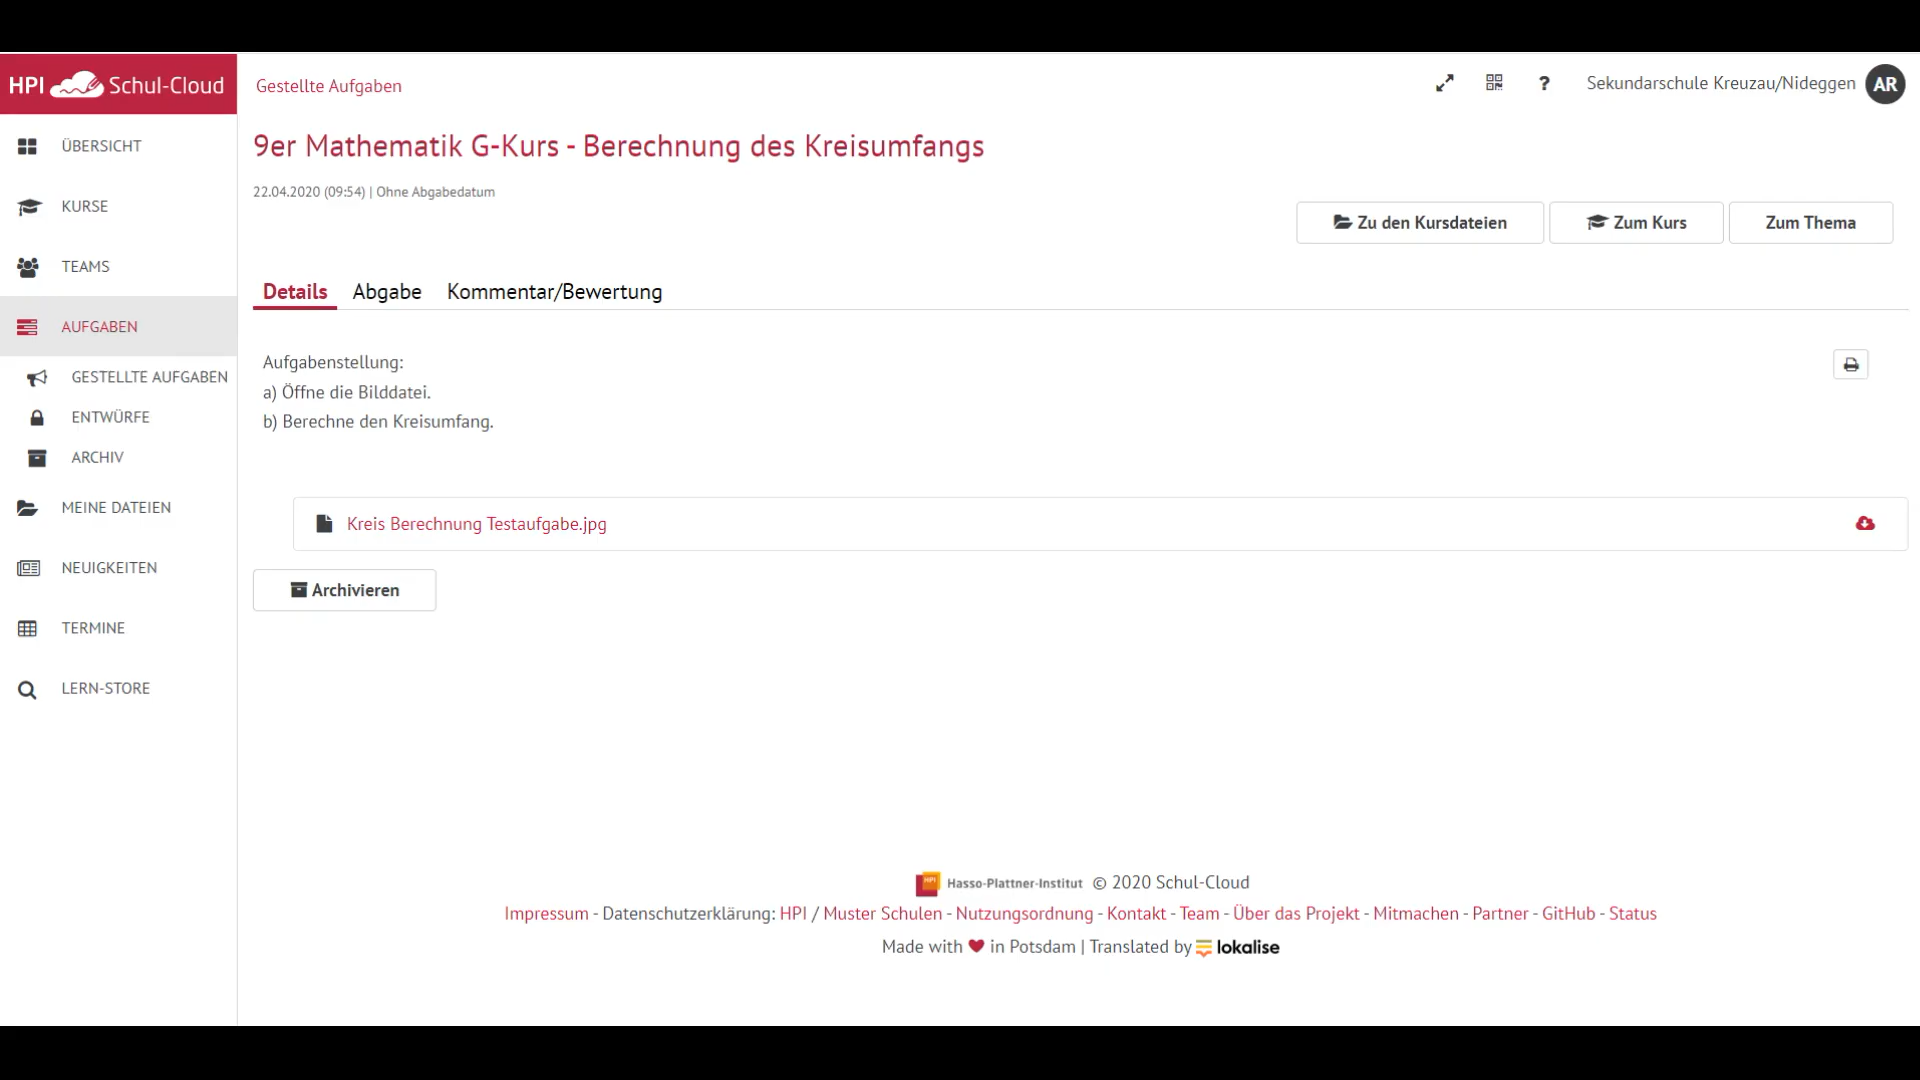 HPI Schul-Cloud
Gestellte Aufgaben
? Sekundarschule Kreuzau/Nideggen AR
9er Mathematik G-Kurs - Berechnung des Kreisumfangs
22.04.2020 (09:54) | Ohne Abgabedatum
Zu den Kursdateien
Zum Kurs
Zum Thema
ÜBERSICHT
KURSE
TEAMS
AUFGABEN
GESTELLTE AUFGABEN
ENTWÜRFE
ARCHIV
MEINE DATEIEN
NEUIGKEITEN
TERMINE
LERN-STORE
Details Abgabe Kommentar/Bewertung
Aufgabenstellung:
a) Öffne die Bilddatei.
b) Berechne den Kreisumfang.
Kreis Berechnung Testaufgabe.jpg
Archivieren
HPI Hasso-Plattner-Institut © 2020 Schul-Cloud
Impressum - Datenschutzerklärung: HPI / Muster Schulen - Nutzungsordnung - Kontakt - Team - Über das Projekt - Mitmachen - Partner - GitHub - Status
Made with ♥ in Potsdam | Translated by lokalise